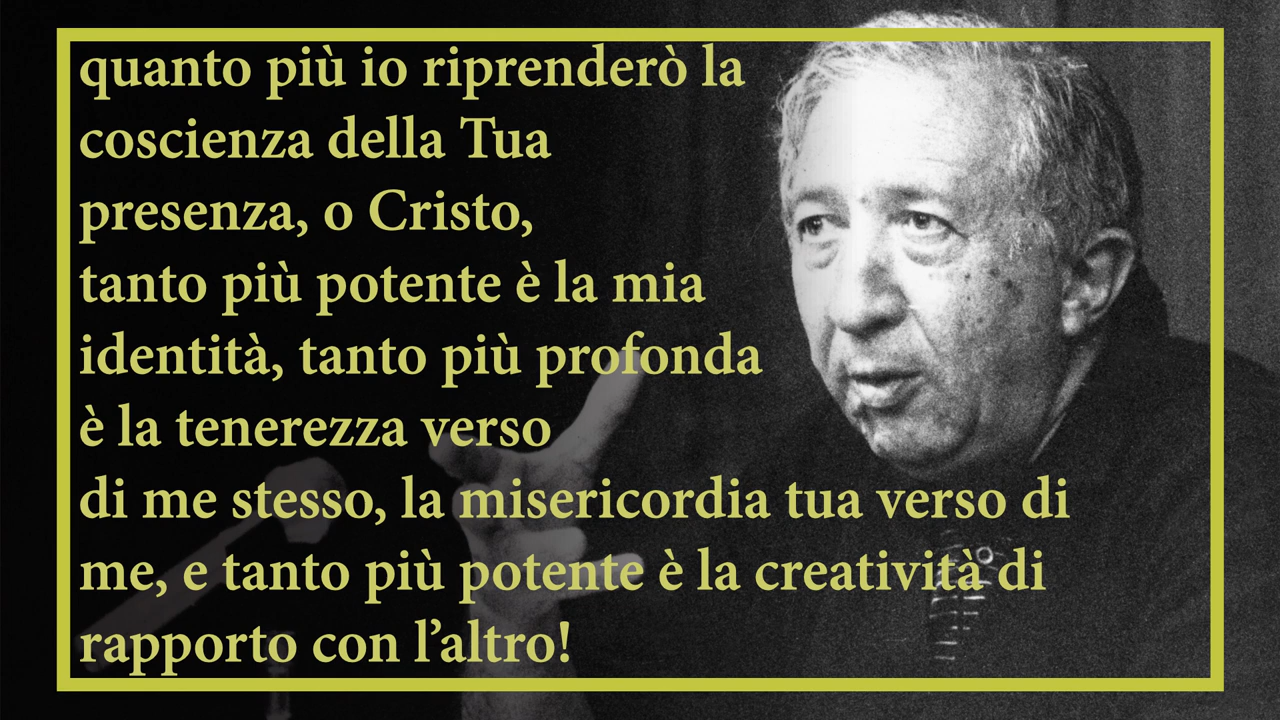 quanto più io riprenderò la
coscienza della Tua
presenza, o Cristo,
tanto più potente è la mia
identità, tanto più profonda
è la tenerezza verso
di me stesso, la misericordia tua verso di
me, e tanto più potente è la creatività di
rapporto con l’altro!